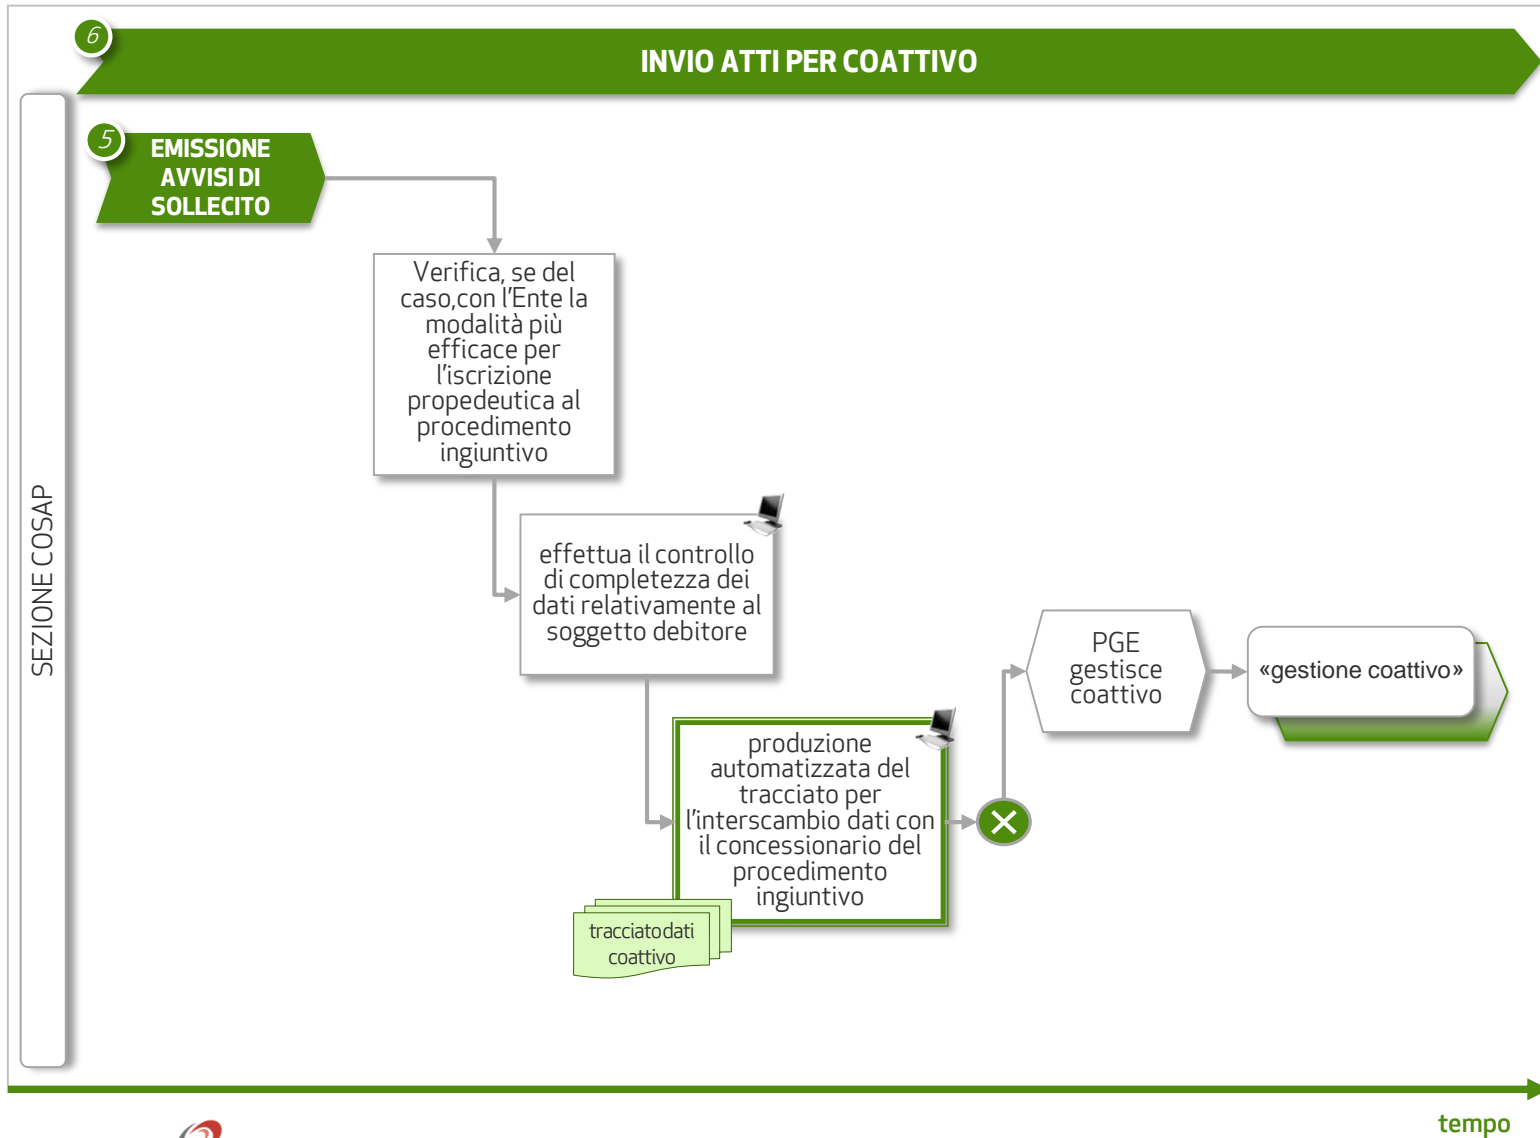 6
INVIO ATTI PER COATTIVO
5
EMISSIONE
AVVISI DI
SOLLECITO
SEZIONE COSAP
Verifica, se del
caso,con l'Ente la
modalità più
efficace per
l'iscrizione
propedeutica al
procedimento
ingiuntivo
effettua il controllo
di completezza dei
dati relativamente al
soggetto debitore
produzione
automatizzata del
tracciato per
l'interscambio dati con
il concessionario del
procedimento
ingiuntivo
tracciato dati
coattivo
PGE
gestisce
coattivo
«gestione coattivo»
tempo